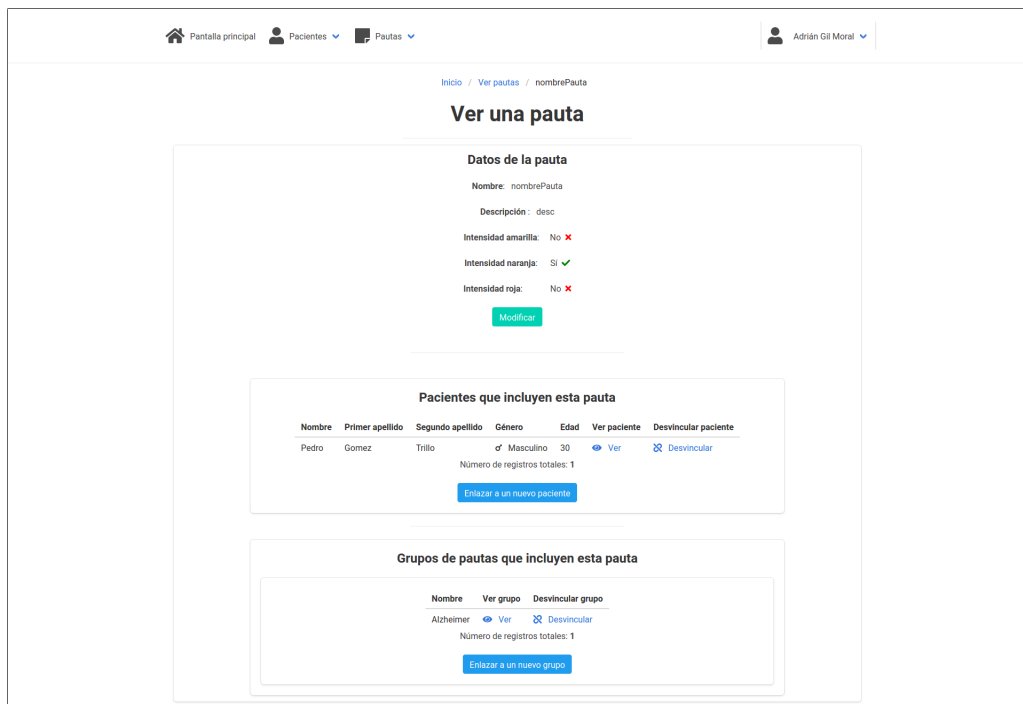 Pantalla principal Pacientes Pautas Adrián Gil Moral
Inicio / Ver pautas / nombrePauta
Ver una pauta
Datos de la pauta
Nombre: nombrePauta
Descripción : desc
Intensidad amarilla: No
Intensidad naranja: Sí
Intensidad roja: No
Modificar
Pacientes que incluyen esta pauta
Nombre Primer apellido Segundo apellido Género Edad Ver paciente Desvincular paciente
Pedro Gomez Trillo Masculino 30 Ver Desvincular
Número de registros totales: 1
Enlazar a un nuevo paciente
Grupos de pautas que incluyen esta pauta
Nombre Ver grupo Desvincular grupo
Alzheimer Ver Desvincular
Número de registros totales: 1
Enlazar a un nuevo grupo